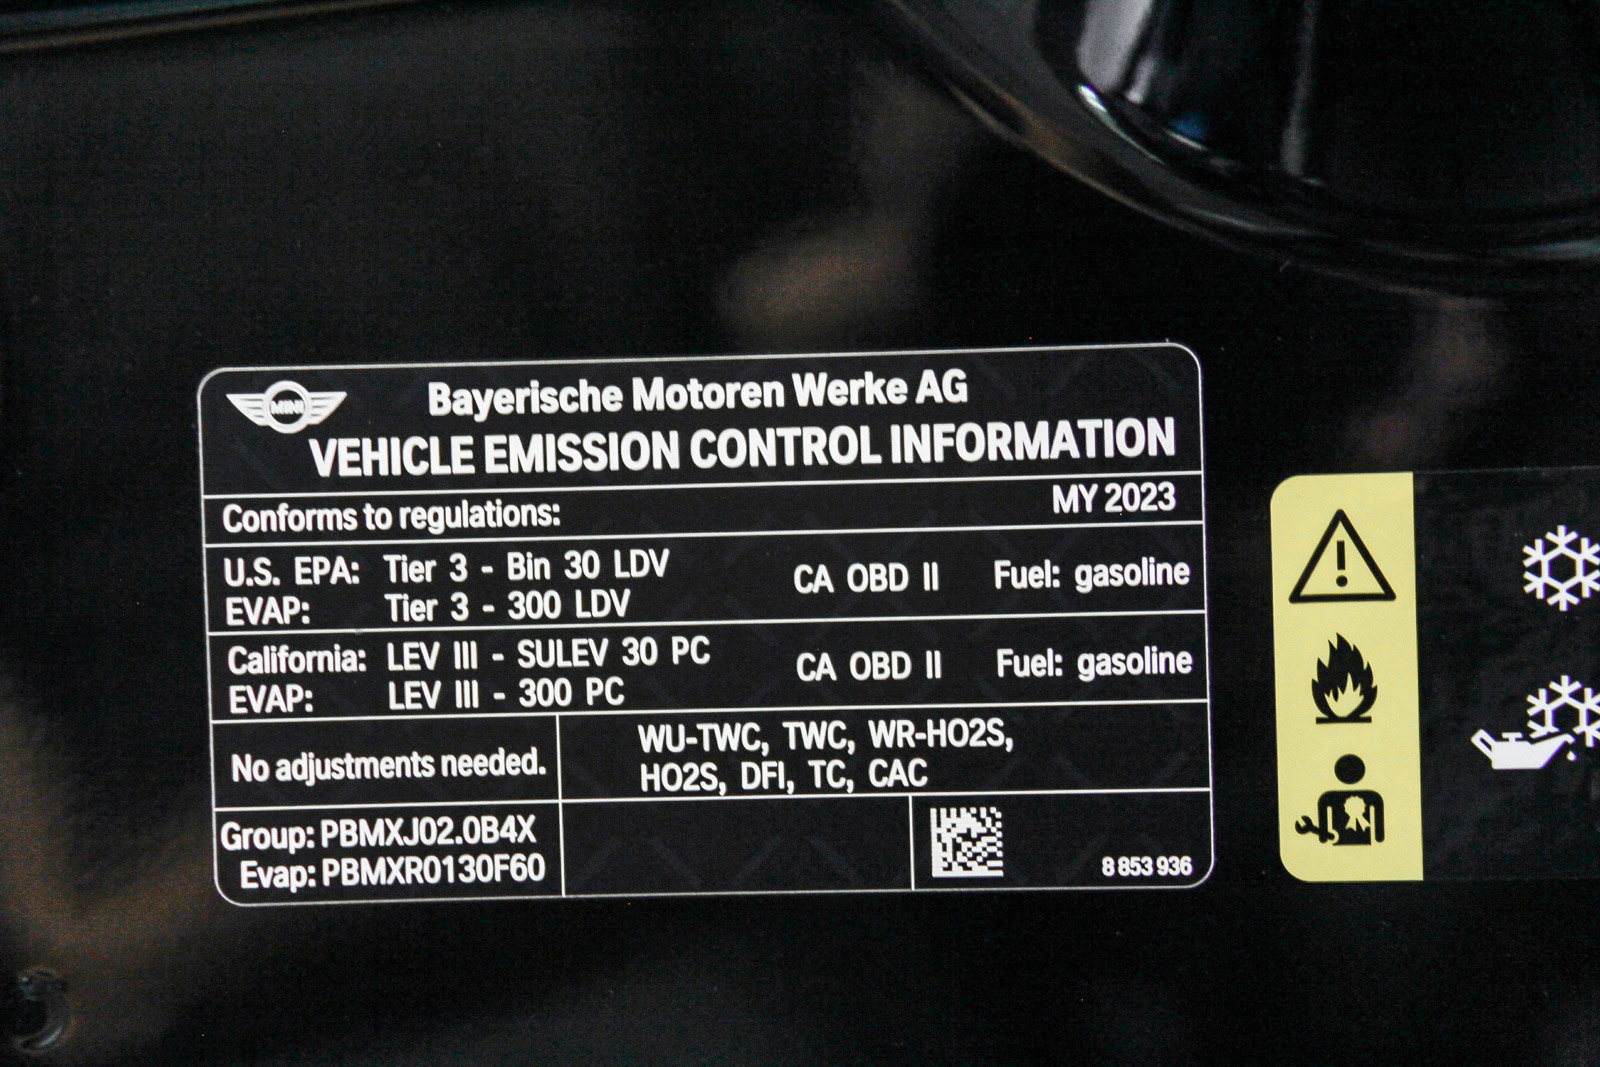 MINI
Bayerische Motoren Werke AG
VEHICLE EMISSION CONTROL INFORMATION
Conforms to regulations: MY 2023
U.S. EPA: Tier 3 - Bin 30 LDV CA OBD II Fuel: gasoline
EVAP: Tier 3 - 300 LDV
California: LEV III - SULEV 30 PC CA OBD II Fuel: gasoline
EVAP: LEV III - 300 PC
No adjustments needed.
WU-TWC, TWC, WR-HO2S,
HO2S, DFI, TC, CAC
Group: PBMXJ02.0B4X
Evap: PBMXR0130F60
8 853 936